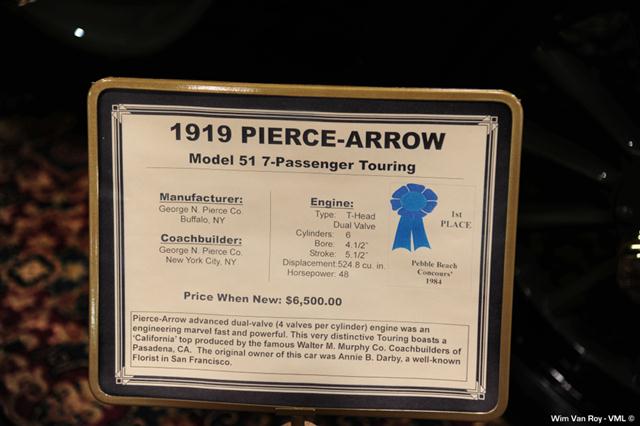 1919 PIERCE-ARROW
Model 51 7-Passenger Touring
Manufacturer:
George N. Pierce Co.
Buffalo, NY
Coachbuilder:
George N. Pierce Co.
New York City, NY
Engine:
Type: T-Head
Dual Valve
Cylinders: 6
Bore: 4.1/2"
Stroke: 5.1/2"
Displacement:524.8 cu. in.
Horsepower: 48
1st
PLACE
Pebble Beach
Concours'
1984
Price When New: $6,500.00
Pierce-Arrow advanced dual-valve (4 valves per cylinder) engine was an
engineering marvel fast and powerful. This very distinctive Touring boasts a
'California' top produced by the famous Walter M. Murphy Co. Coachbuilders of
Pasadena, CA. The original owner of this car was Annie B. Darby, a well-known
Florist in San Francisco.
Wim Van Roy - VML ©